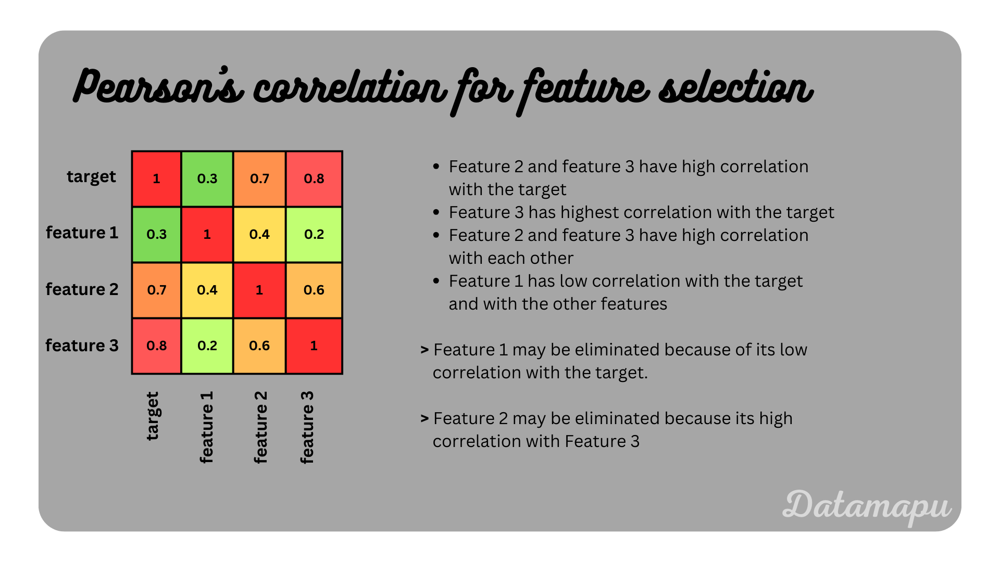 Pearson's correlation for feature selection
target 1 0.3 0.7 0.8
feature 1 0.3 1 0.4 0.2
feature 2 0.7 0.4 1 0.6
feature 3 0.8 0.2 0.6 1
target feature 1 feature 2 feature 3
• Feature 2 and feature 3 have high correlation
with the target
• Feature 3 has highest correlation with the target
• Feature 2 and feature 3 have high correlation
with each other
• Feature 1 has low correlation with the target
and with the other features
> Feature 1 may be eliminated because of its low
correlation with the target.
> Feature 2 may be eliminated because its high
correlation with Feature 3
Datamapu